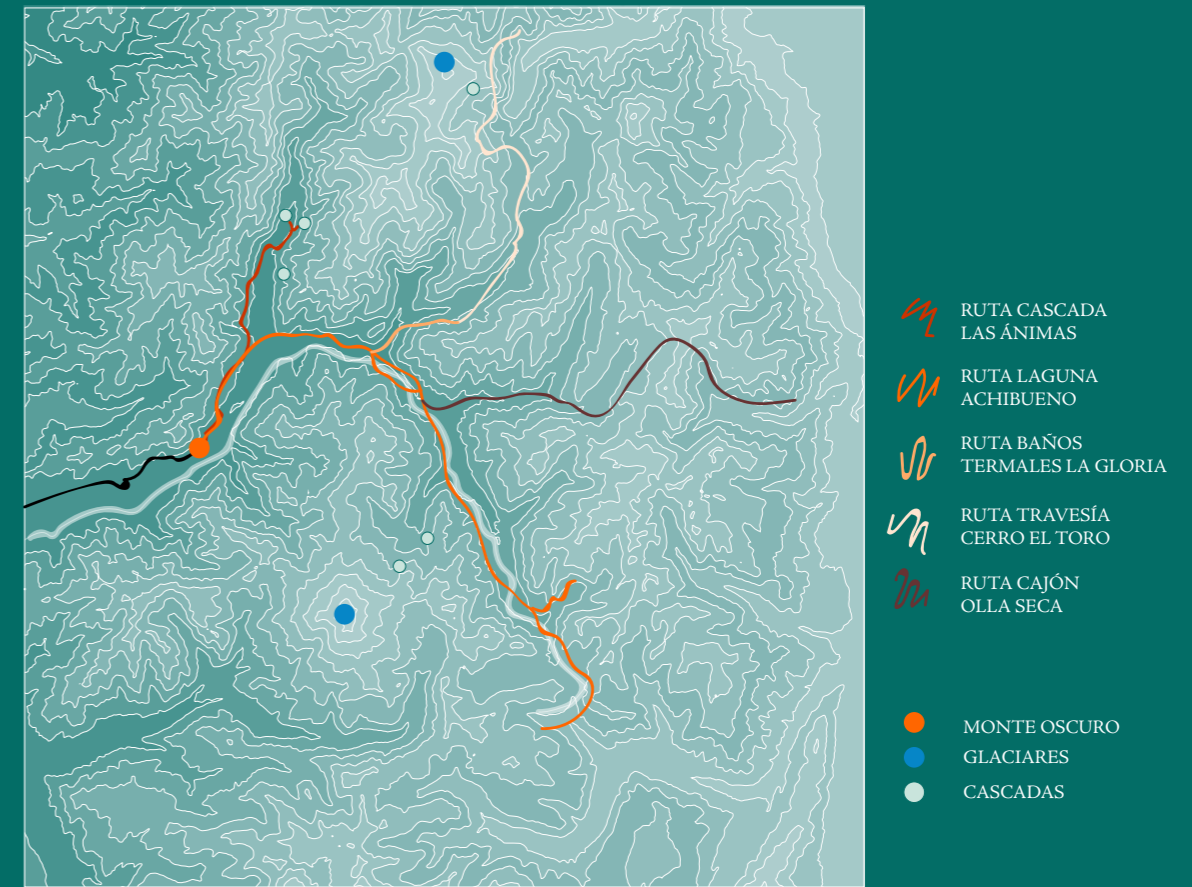 RUTA CASCADA
LAS ÁNIMAS
RUTA LAGUNA
ACHIBUENO
RUTA BAÑOS
TERMALES LA GLORIA
RUTA TRAVESÍA
CERRO EL TORO
RUTA CAJÓN
OLLA SECA
MONTE OSCURO
GLACIARES
CASCADAS